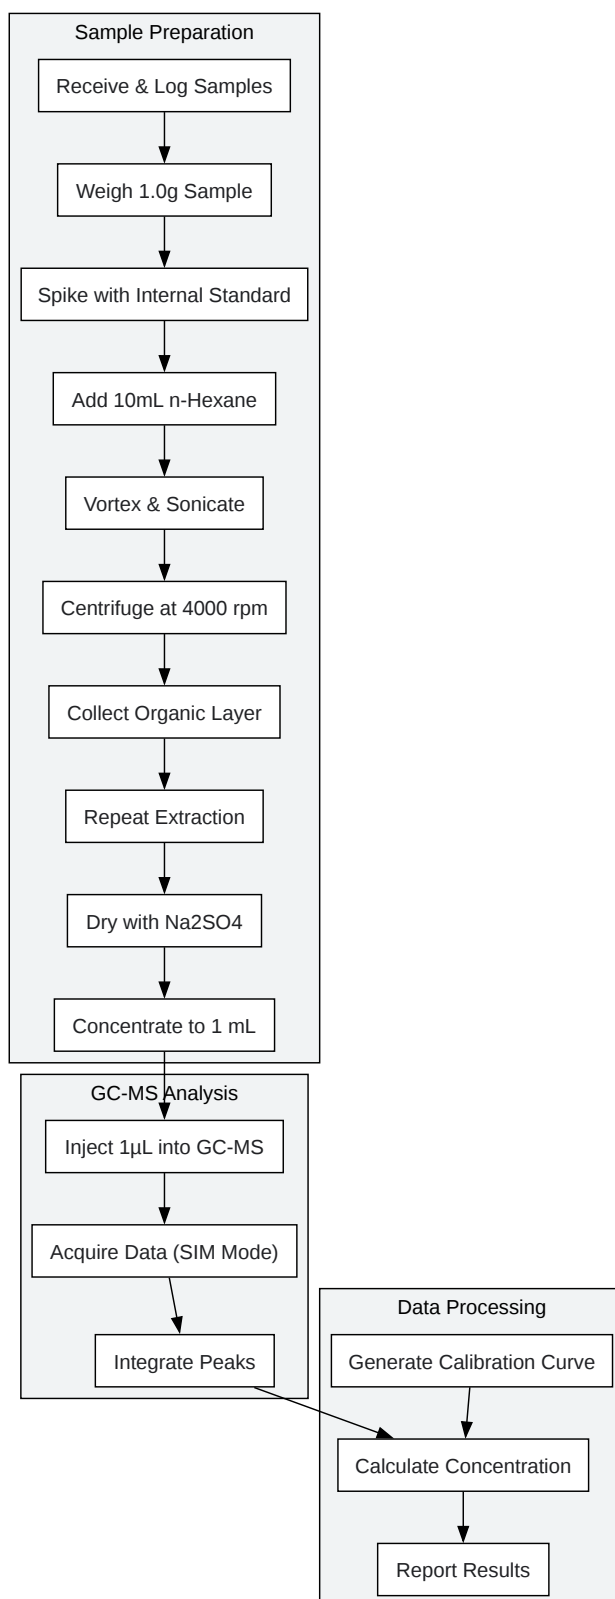 Sample Preparation
Receive & Log Samples
Weigh 1.0g Sample
Spike with Internal Standard
Add 10mL n-Hexane
Vortex & Sonicate
Centrifuge at 4000 rpm
Collect Organic Layer
Repeat Extraction
Dry with Na2SO4
Concentrate to 1 mL
GC-MS Analysis
Inject 1µL into GC-MS
Acquire Data (SIM Mode)
Integrate Peaks
Data Processing
Generate Calibration Curve
Calculate Concentration
Report Results